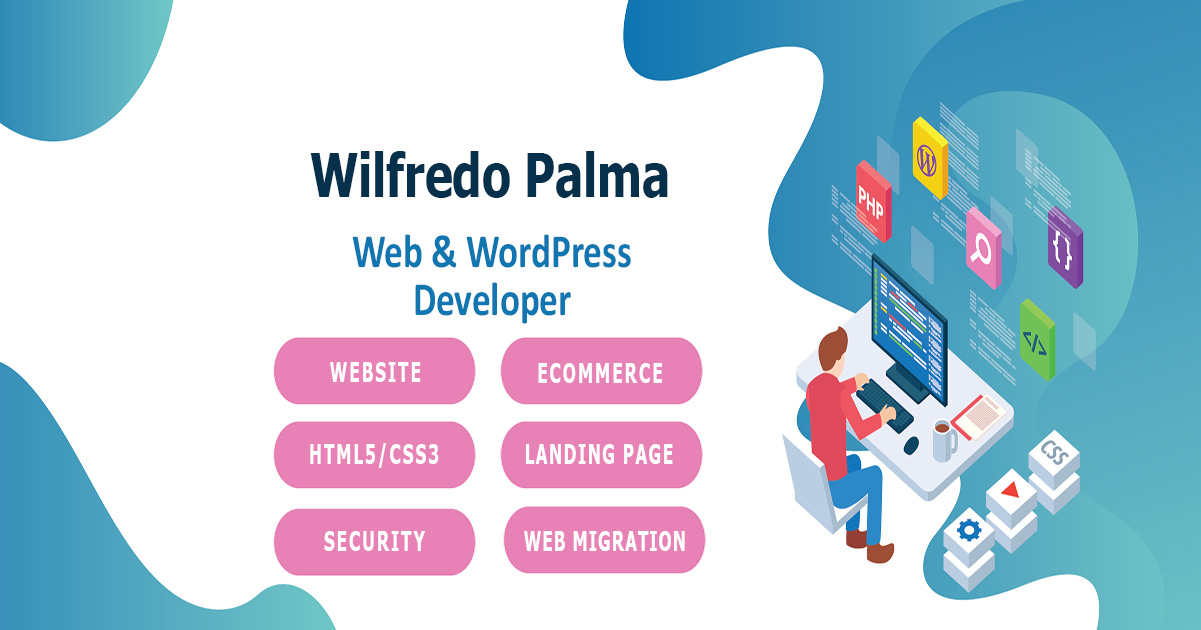 Wilfredo Palma
Web & WordPress
Developer
WEBSITE
ECOMMERCE
HTML5/CSS3
LANDING PAGE
SECURITY
WEB MIGRATION
PHP
W
{ }
</>
CSS